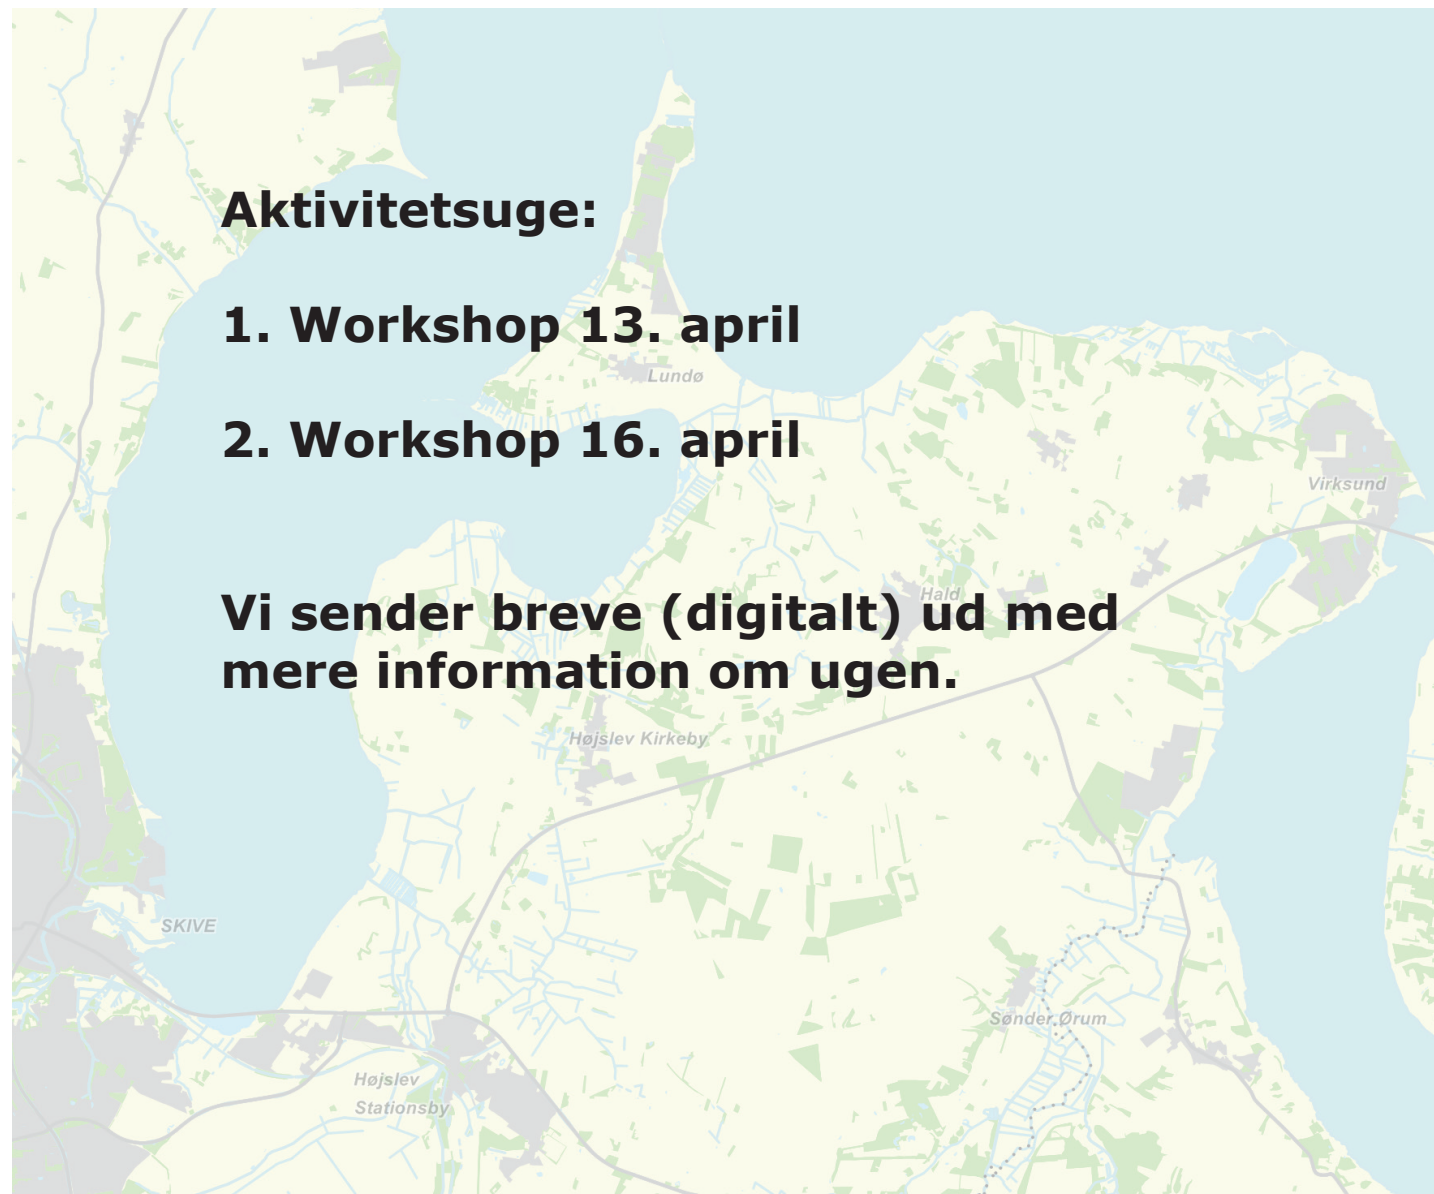 Aktivitetsuge:
1. Workshop 13. april
Lundø
2. Workshop 16. april
Virksund
Hald
Vi sender breve (digitalt) ud med
mere information om ugen.
Højslev Kirkeby
SKIVE
Sønder Ørum
Højslev
Stationsby